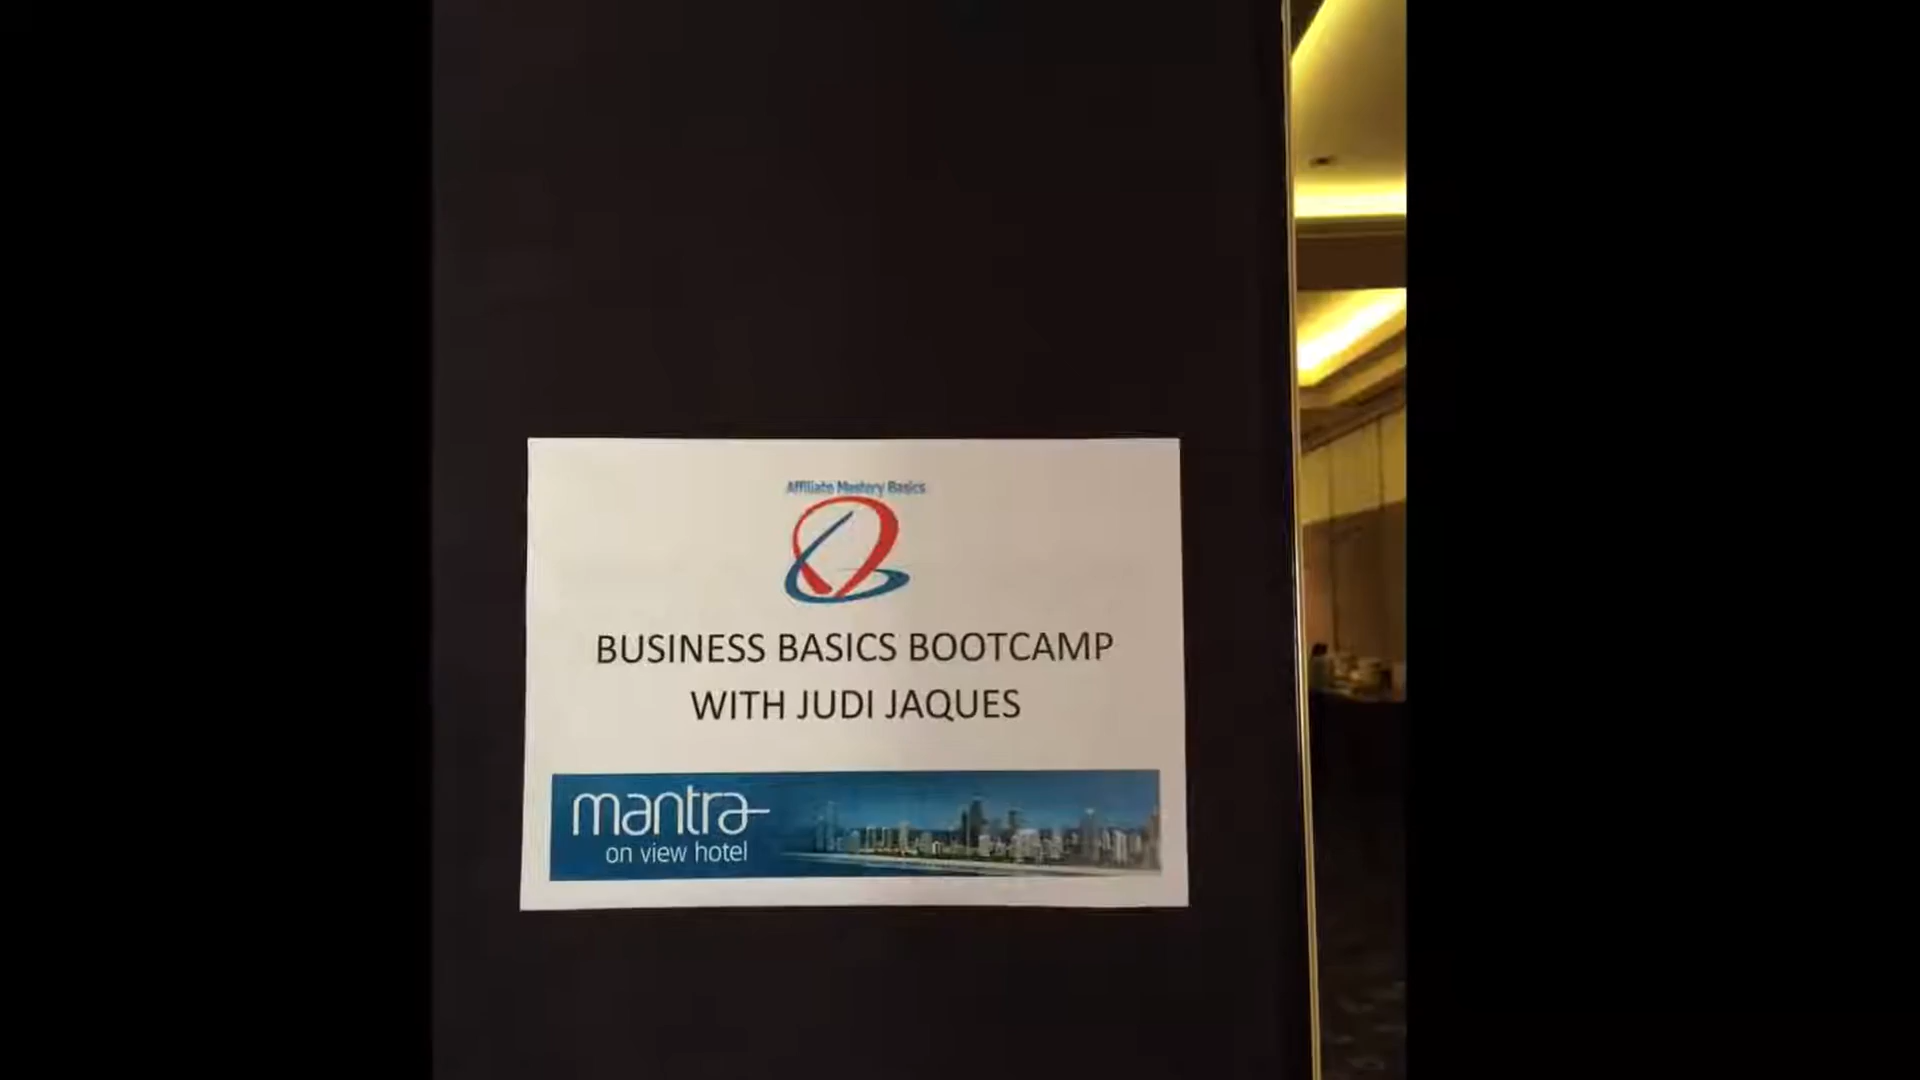 Affiliate Mastery Basics
BUSINESS BASICS BOOTCAMP
WITH JUDI JAQUES
mantra
on view hotel